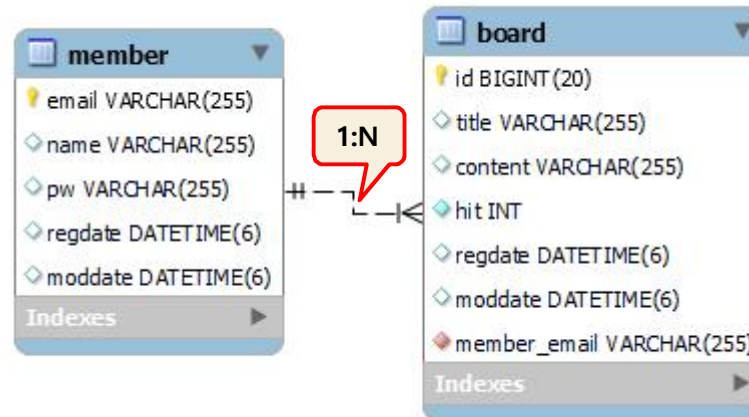 member
email VARCHAR(255)
name VARCHAR(255)
pw VARCHAR(255)
regdate DATETIME(6)
moddate DATETIME(6)
Indexes
1:N
board
id BIGINT(20)
title VARCHAR(255)
content VARCHAR(255)
hit INT
regdate DATETIME(6)
moddate DATETIME(6)
member_email VARCHAR(255)
Indexes